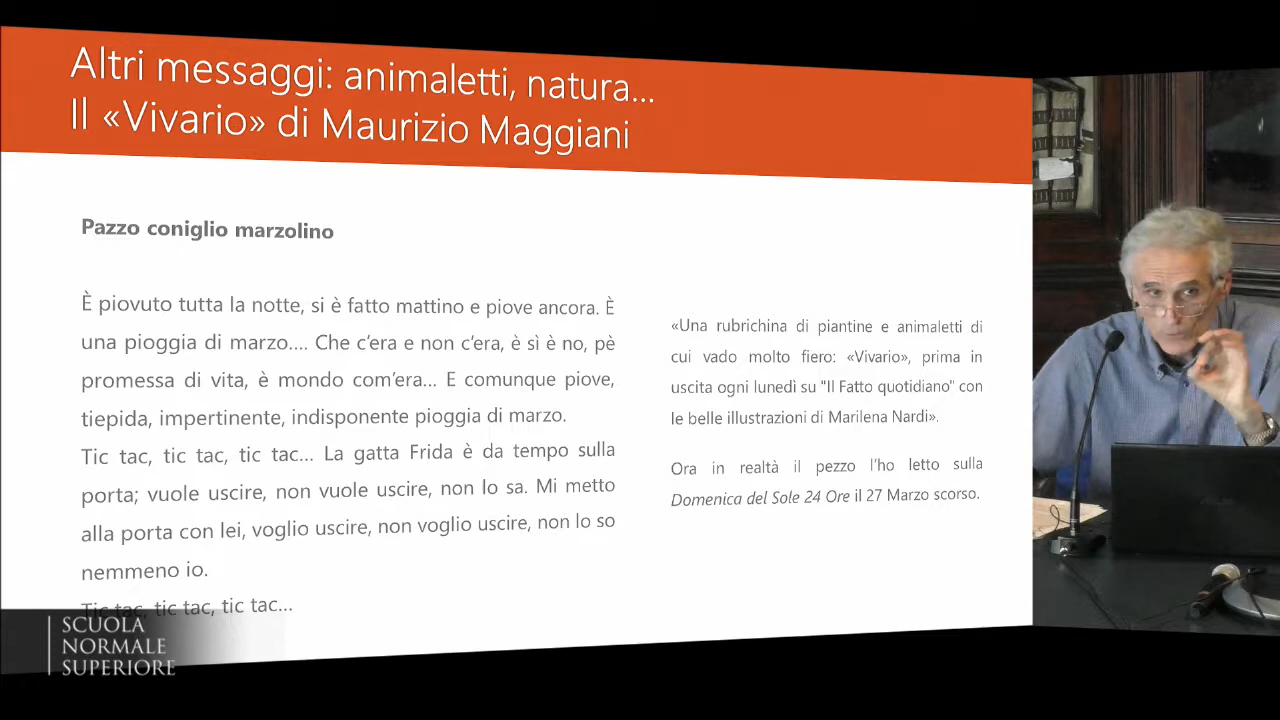 Altri messaggi: animaletti, natura...
Il «Vivario» di Maurizio Maggiani
Pazzo coniglio marzolino
È piovuto tutta la notte, si è fatto mattino e piove ancora. È
una pioggia di marzo.... Che c'era e non c'era, è sì è no, pè
promessa di vita, è mondo com'era... E comunque piove,
tiepida, impertinente, indisponente pioggia di marzo.
Tic tac, tic tac, tic tac... La gatta Frida è da tempo sulla
porta; vuole uscire, non vuole uscire, non lo sa. Mi metto
alla porta con lei, voglio uscire, non voglio uscire, non lo so
nemmeno io.
Tic tac, tic tac, tic tac...
«Una rubrichina di piantine e animaletti di
cui vado molto fiero: «Vivario», prima in
uscita ogni lunedì su "Il Fatto quotidiano" con
le belle illustrazioni di Marilena Nardi».
Ora in realtà il pezzo l'ho letto sulla
Domenica del Sole 24 Ore il 27 Marzo scorso.
SCUOLA
NORMALE
SUPERIORE